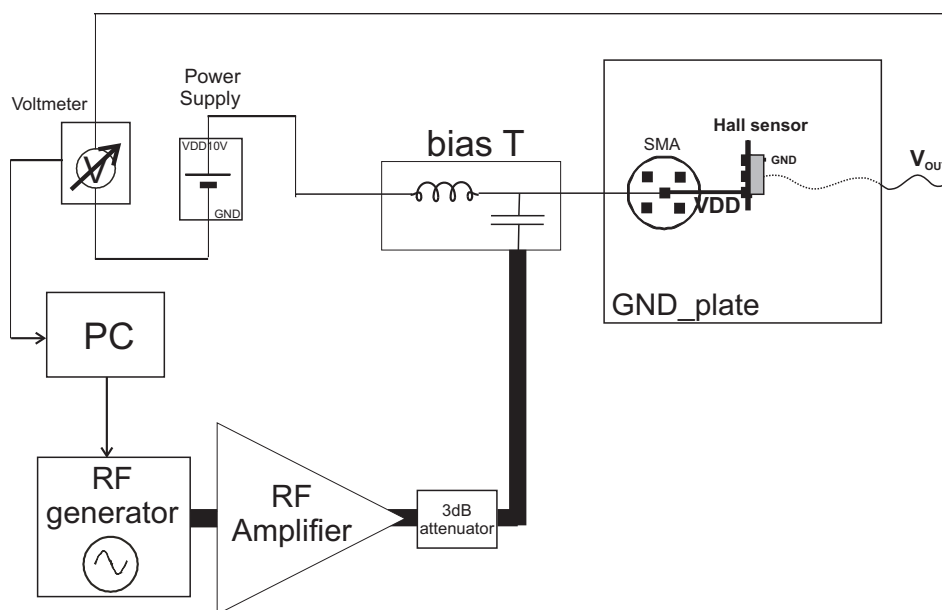 Power
Supply
Voltmeter
VDD10V
GND
V
bias T
SMA
Hall sensor
GND
VDD
VOUT
GND_plate
PC
RF
generator
RF
Amplifier
3dB
attenuator